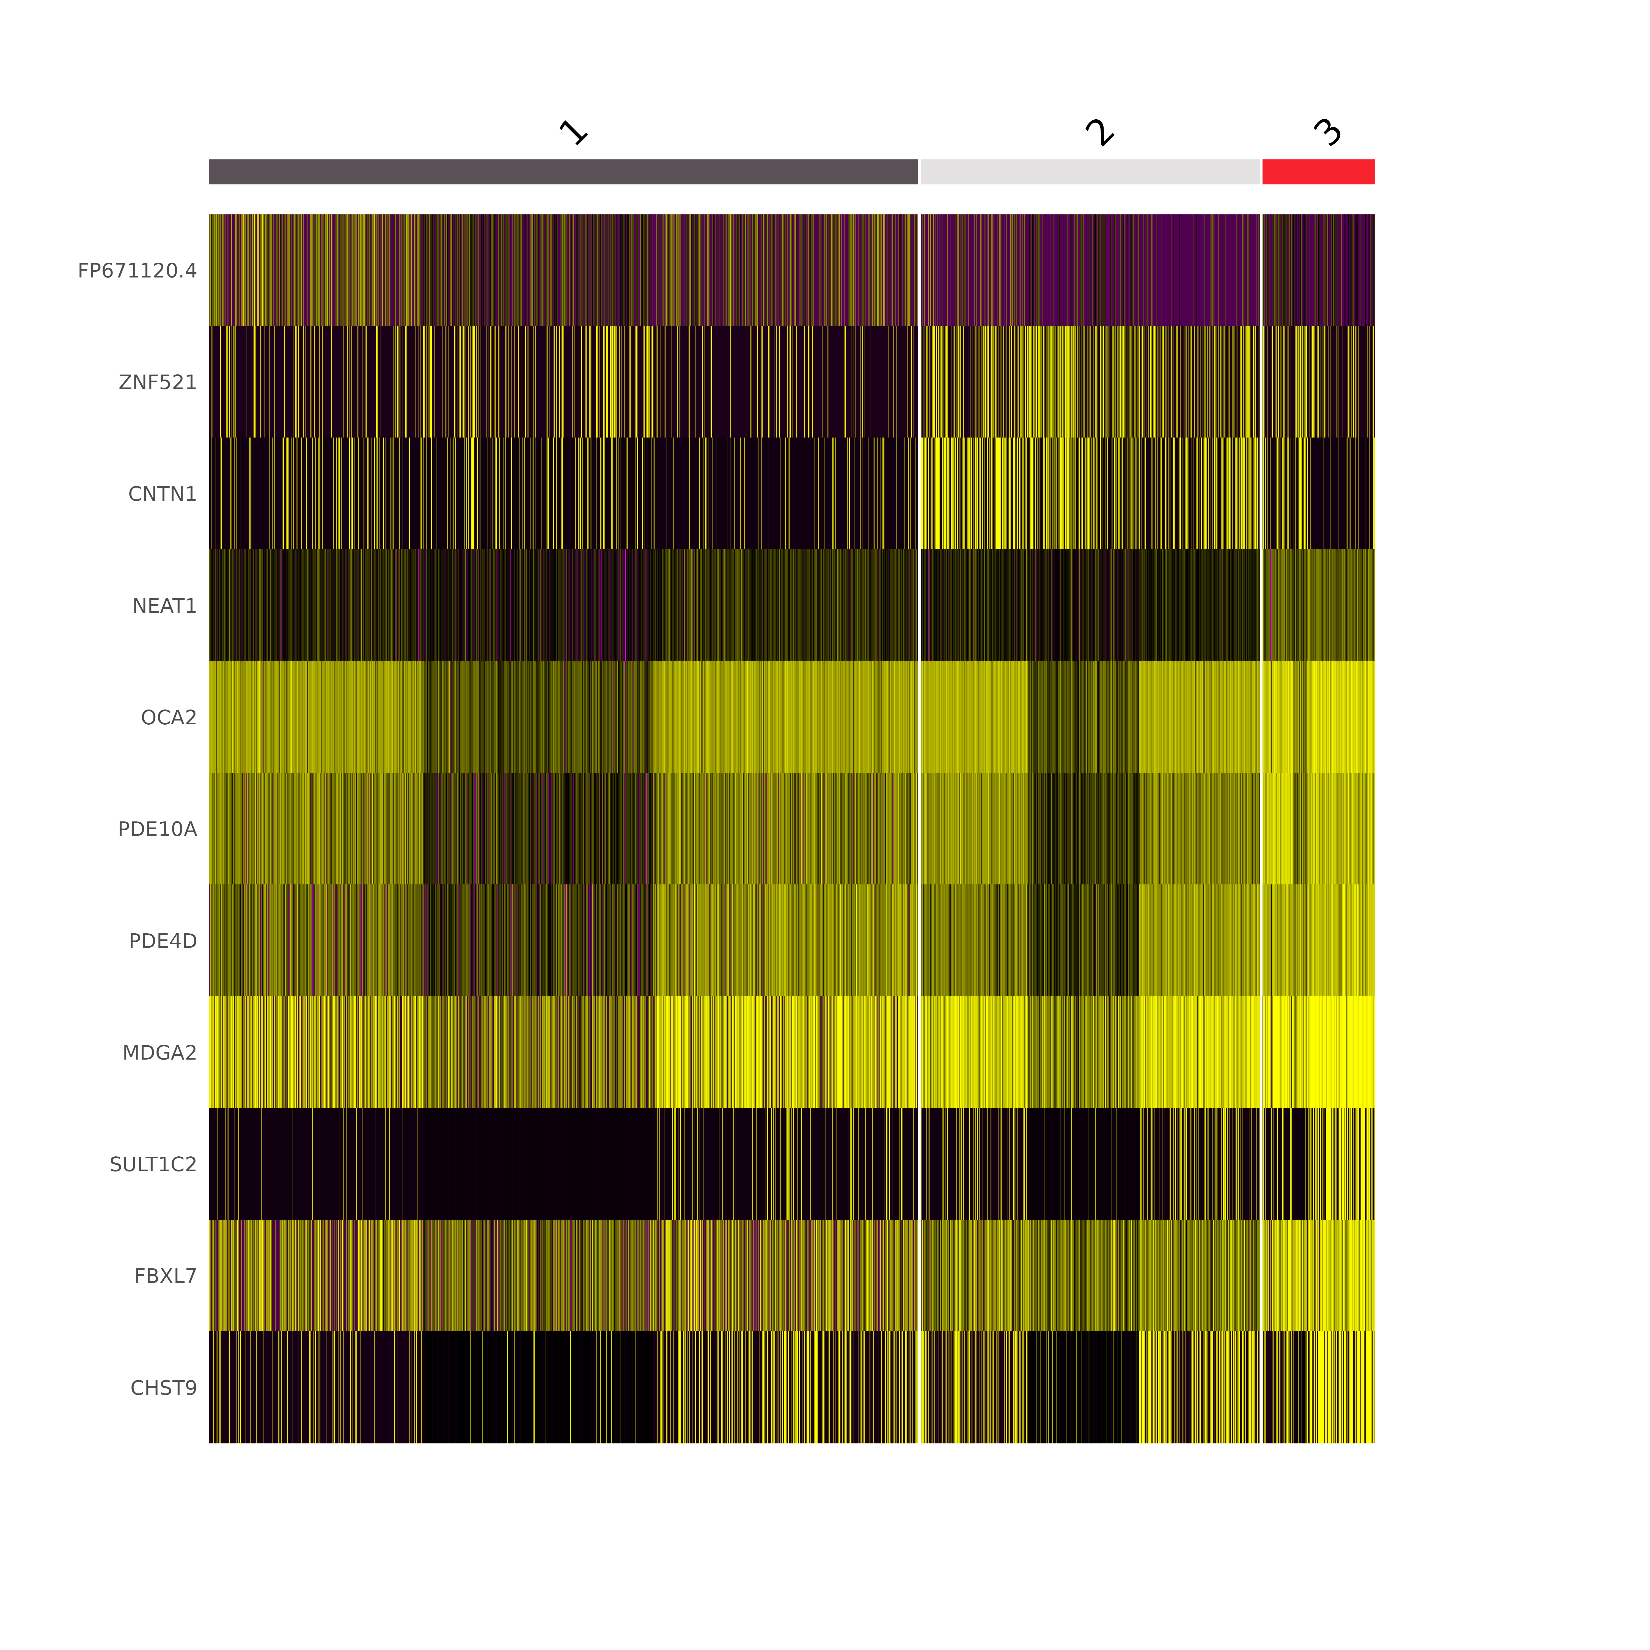 1 2 3
FP671120.4
ZNF521
CNTN1
NEAT1
OCA2
PDE10A
PDE4D
MDGA2
SULT1C2
FBXL7
CHST9